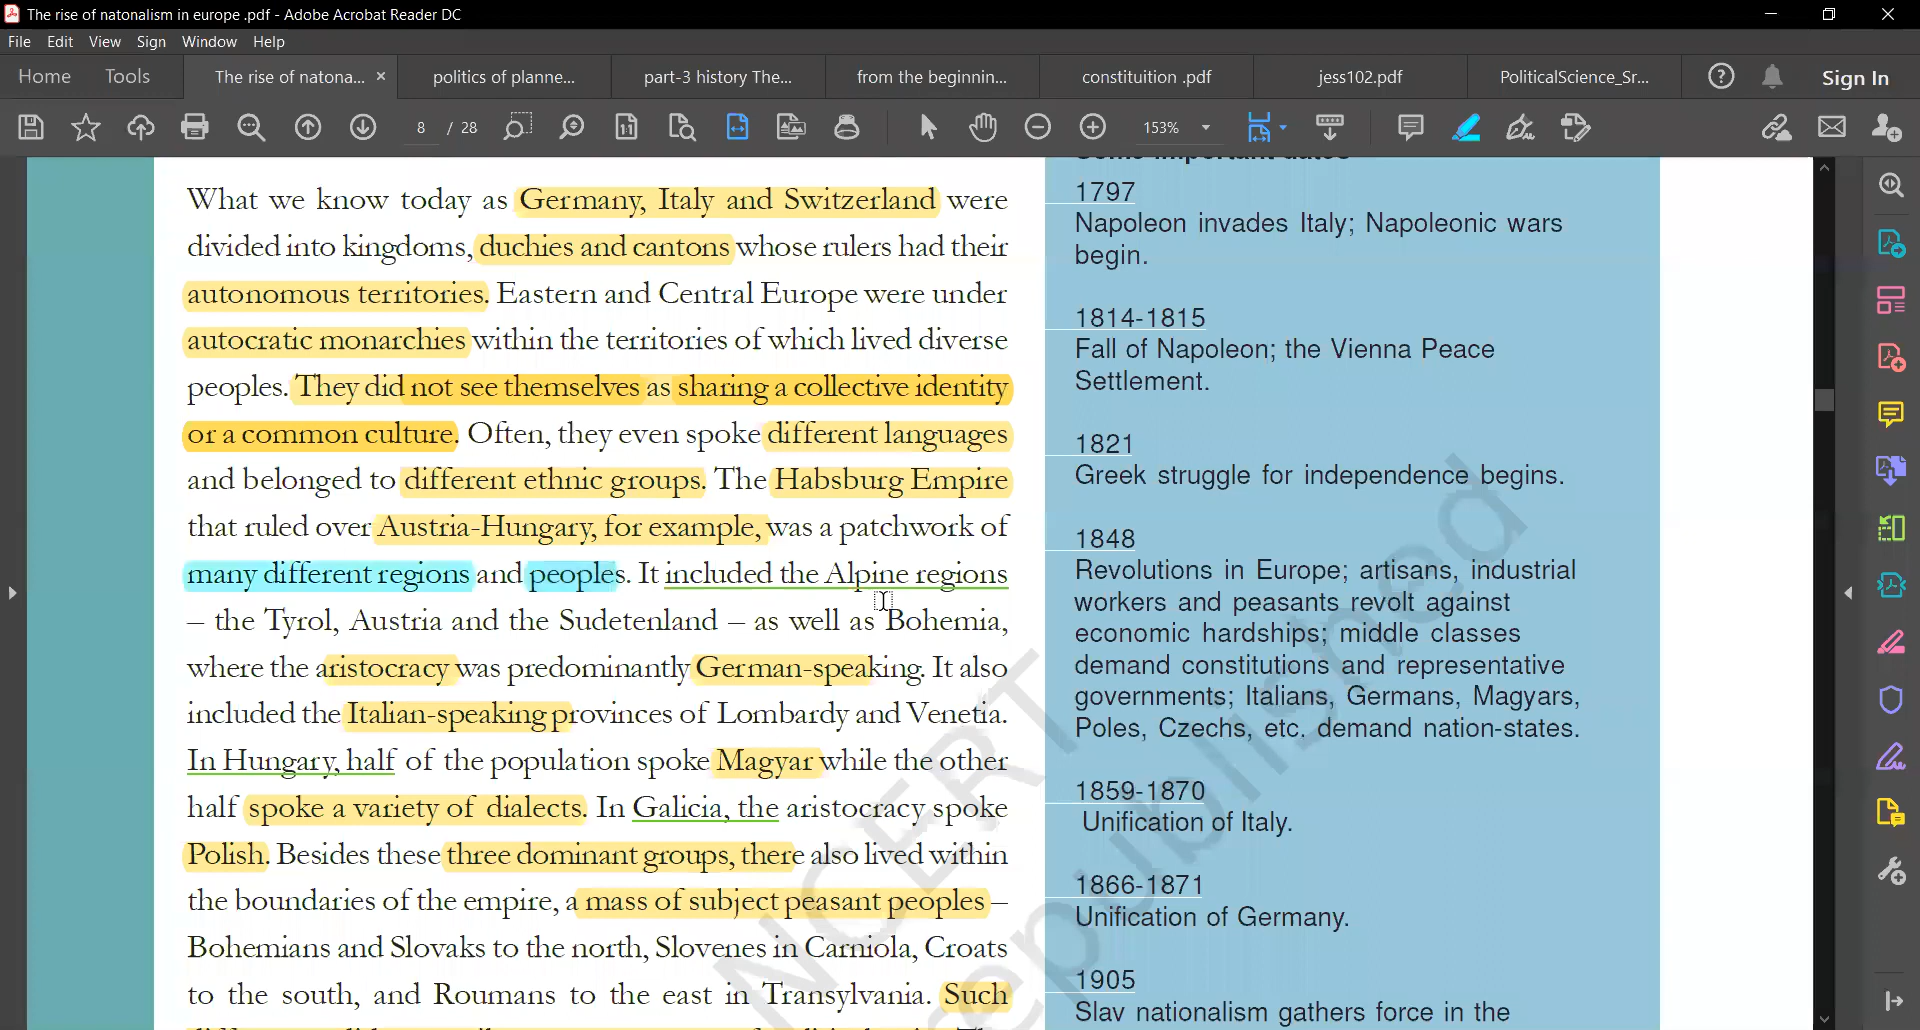 The rise of natonalism in europe .pdf - Adobe Acrobat Reader DC
File Edit View Sign Window Help
Home Tools The rise of natona... × politics of planne... part-3 history The... from the beginnin... constituition .pdf jess102.pdf PoliticalScience_Sr... Sign In
8 / 28 153%
What we know today as Germany, Italy and Switzerland were
divided into kingdoms, duchies and cantons whose rulers had their
autonomous territories. Eastern and Central Europe were under
autocratic monarchies within the territories of which lived diverse
peoples. They did not see themselves as sharing a collective identity
or a common culture. Often, they even spoke different languages
and belonged to different ethnic groups. The Habsburg Empire
that ruled over Austria-Hungary, for example, was a patchwork of
many different regions and peoples. It included the Alpine regions
– the Tyrol, Austria and the Sudetenland – as well as Bohemia,
where the aristocracy was predominantly German-speaking. It also
included the Italian-speaking provinces of Lombardy and Venetia.
In Hungary, half of the population spoke Magyar while the other
half spoke a variety of dialects. In Galicia, the aristocracy spoke
Polish. Besides these three dominant groups, there also lived within
the boundaries of the empire, a mass of subject peasant peoples –
Bohemians and Slovaks to the north, Slovenes in Carniola, Croats
to the south, and Roumans to the east in Transylvania. Such
Some important dates
1797
Napoleon invades Italy; Napoleonic wars
begin.
1814-1815
Fall of Napoleon; the Vienna Peace
Settlement.
1821
Greek struggle for independence begins.
1848
Revolutions in Europe; artisans, industrial
workers and peasants revolt against
economic hardships; middle classes
demand constitutions and representative
governments; Italians, Germans, Magyars,
Poles, Czechs, etc. demand nation-states.
1859-1870
Unification of Italy.
1866-1871
Unification of Germany.
1905
Slav nationalism gathers force in the
NCERT
republished